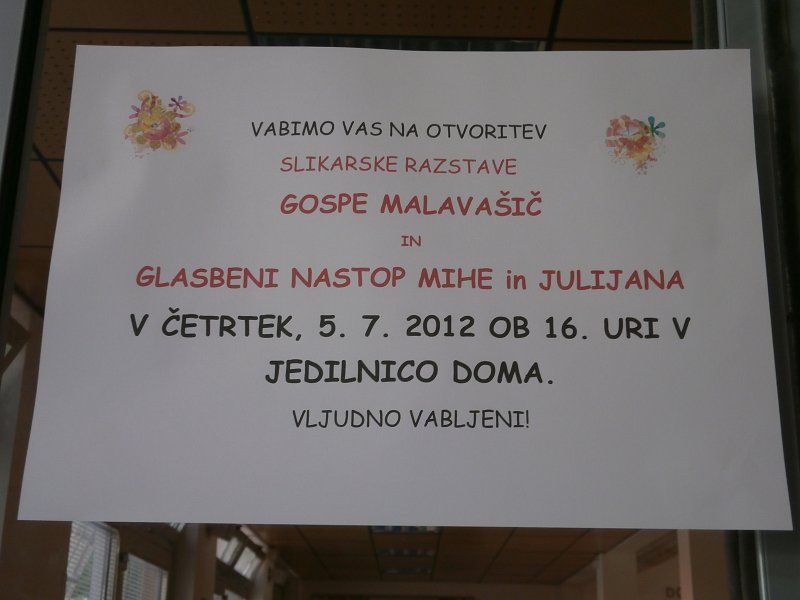 VABIMO VAS NA OTVORITEV
SLIKARSKE RAZSTAVE
GOSPE MALAVAŠIČ
IN
GLASBENI NASTOP MIHE in JULIJANA
V ČETRTEK, 5. 7. 2012 OB 16. URI V
JEDILNICO DOMA.
VLJUDNO VABLJENI!